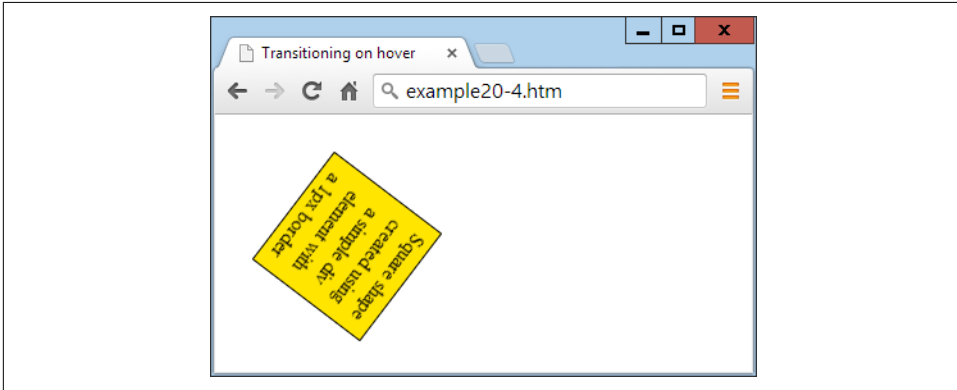 Transitioning on hover
example20-4.htm
Square shape
created using
a simple div
element with
a 1px border